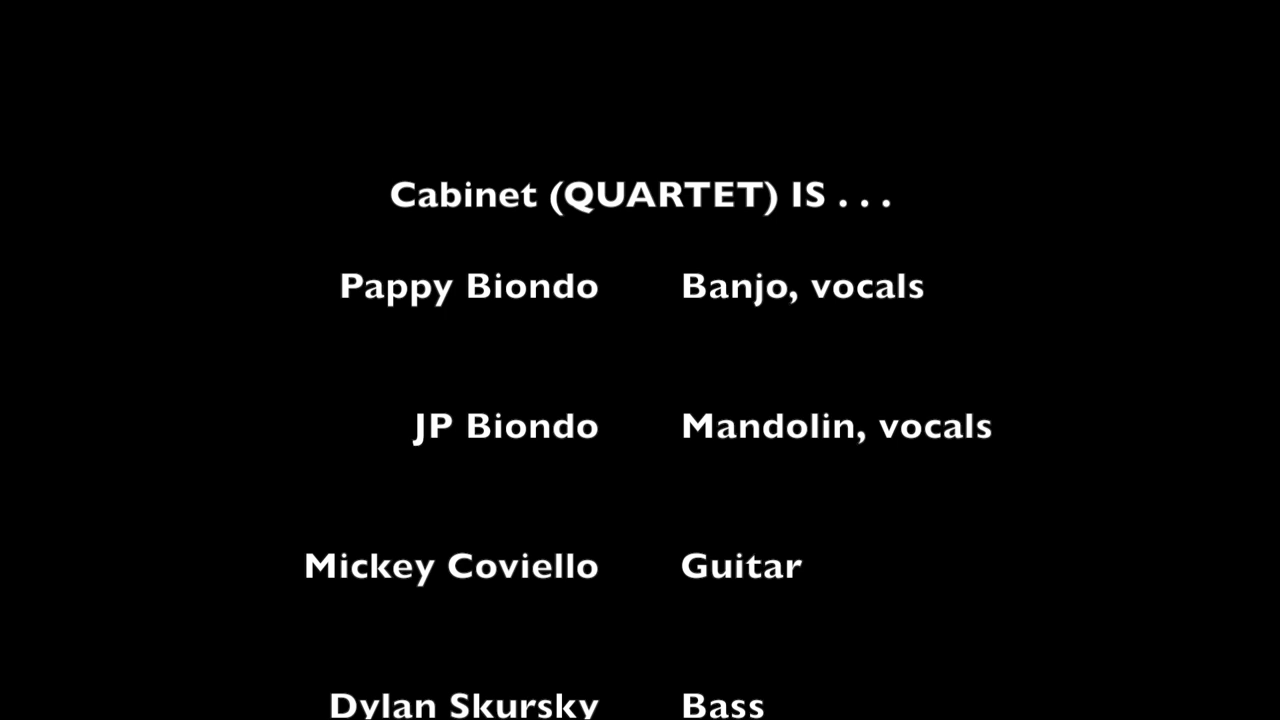 Cabinet (QUARTET) IS . . .
Pappy Biondo Banjo, vocals
JP Biondo Mandolin, vocals
Mickey Coviello Guitar
Dylan Skursky Bass